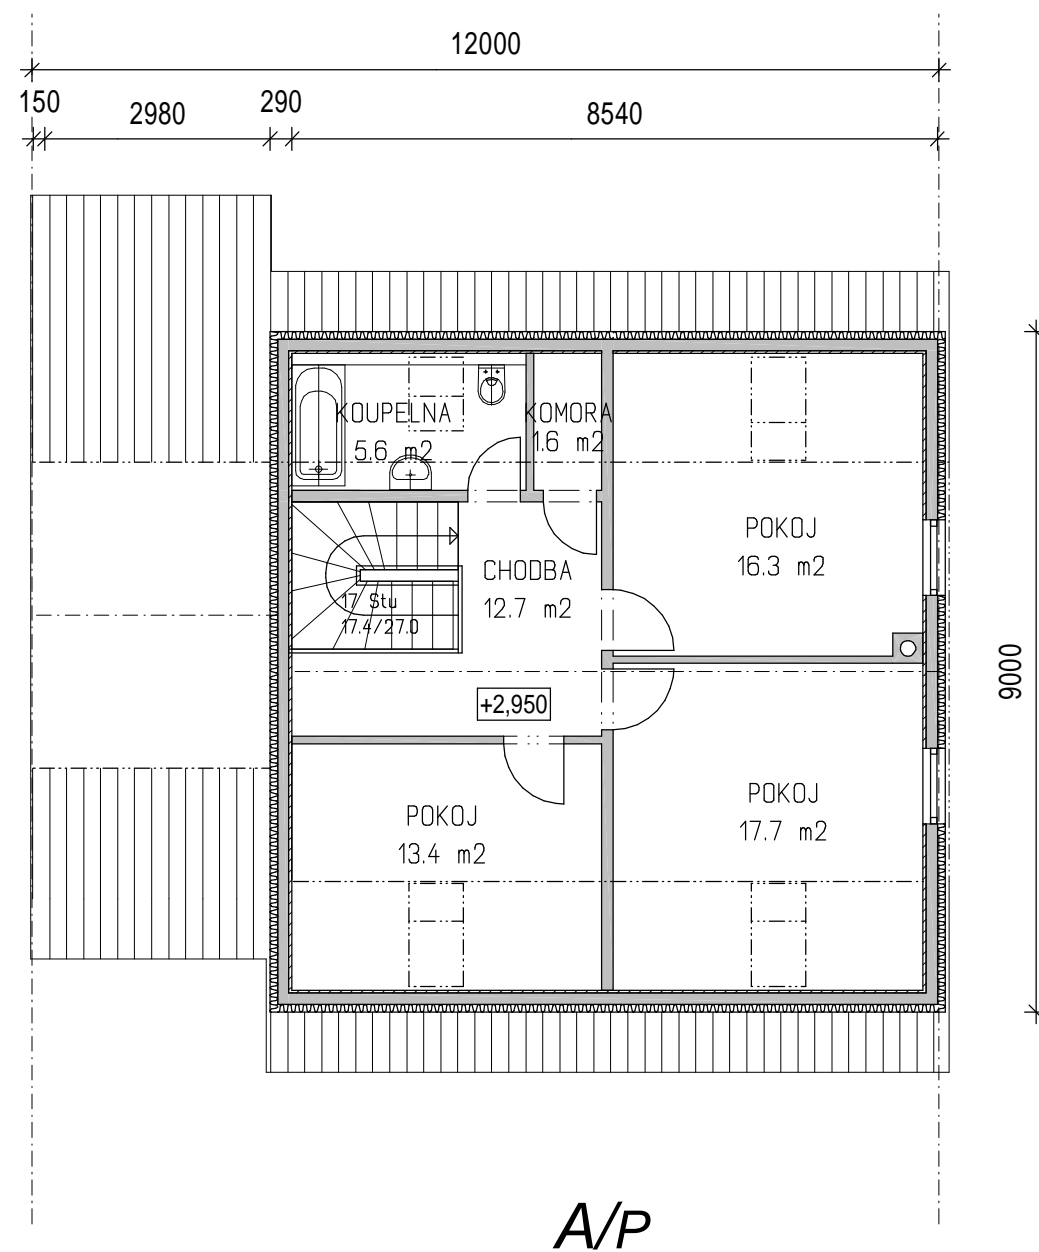 12000
150
2980
290
8540
KOUPELNA
5.6 m2
KOMORA
1.6 m2
POKOJ
16.3 m2
CHODBA
12.7 m2
17 Stu
17.4/27.0
9000
+2,950
POKOJ
17.7 m2
POKOJ
13.4 m2
A/P